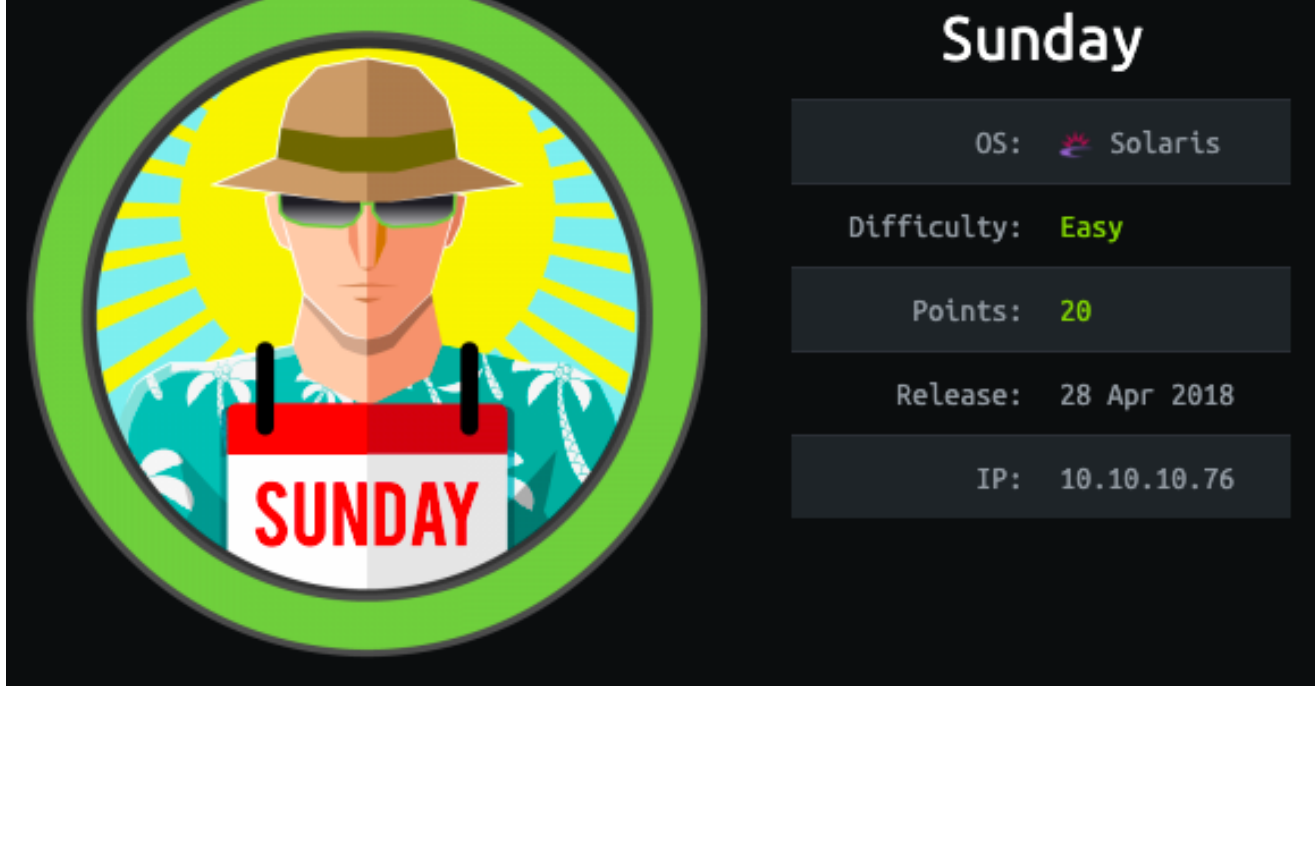 Sunday
OS: Solaris
Difficulty: Easy
Points: 20
Release: 28 Apr 2018
IP: 10.10.10.76
SUNDAY